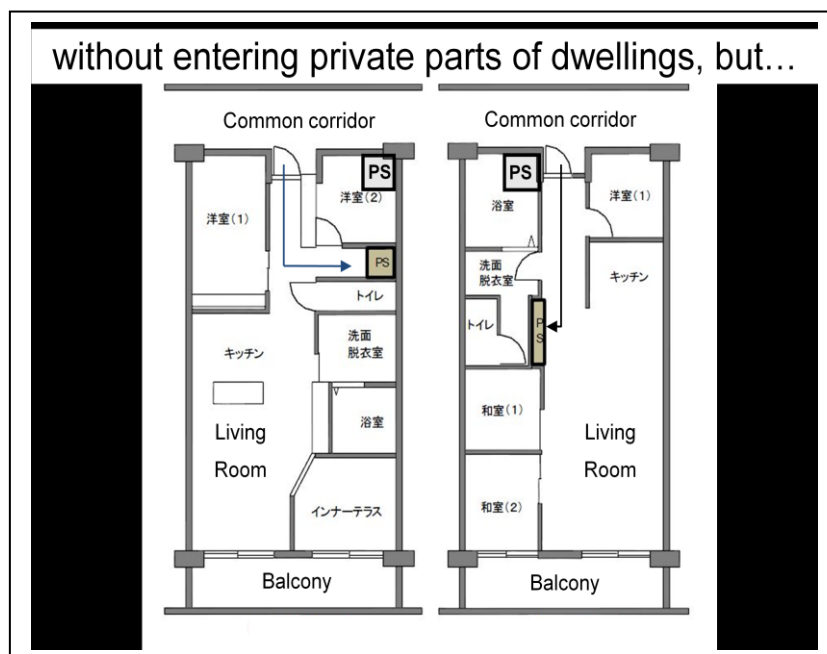 without entering private parts of dwellings, but...
Common corridor
PS
洋室(1)
洋室(2)
PS
トイレ
洗面
脱衣室
キッチン
浴室
Living
Room
インナーテラス
Balcony
Common corridor
PS
浴室
洋室(1)
洗面
脱衣室
キッチン
トイレ
P
S
和室(1)
Living
Room
和室(2)
Balcony